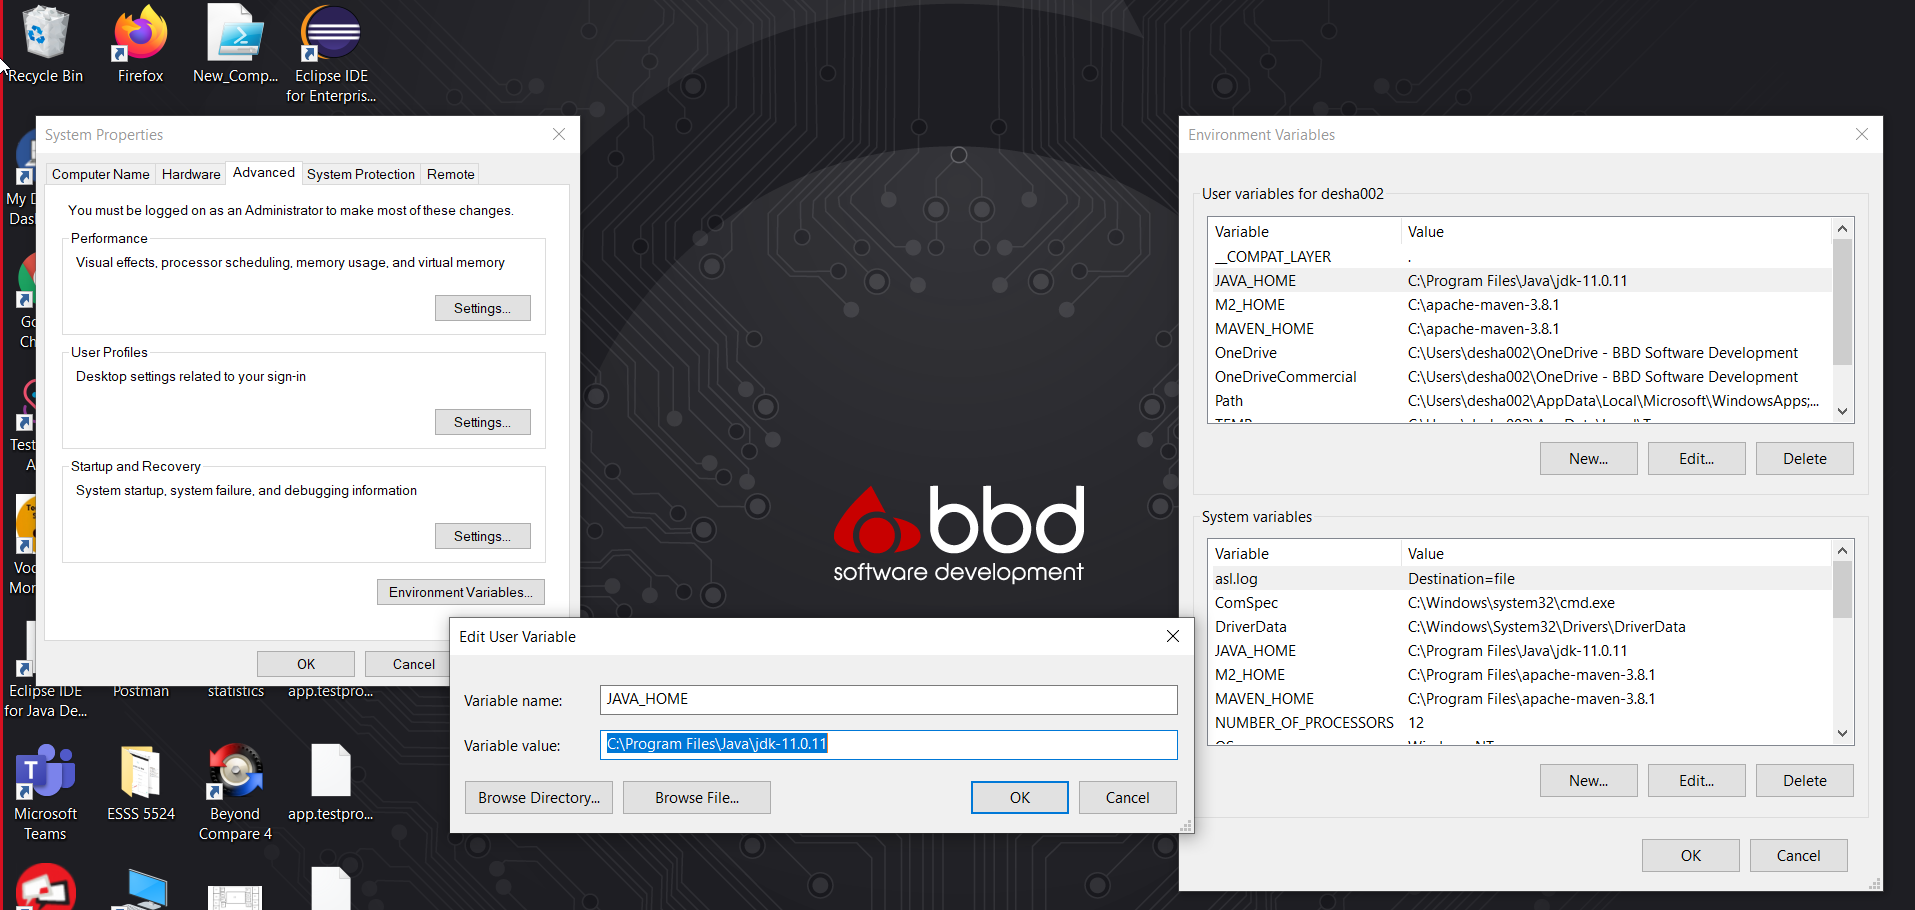 Recycle Bin
Firefox
New_Comp...
Eclipse IDE
for Enterpris...
My D
Das
Go
Ch
Test
A
Voc
Mor
Eclipse IDE
for Java De...
Postman
statistics
app.testpro...
Microsoft
Teams
ESSS 5524
Beyond
Compare 4
app.testpro...
System Properties
Computer Name
Hardware
Advanced
System Protection
Remote
You must be logged on as an Administrator to make most of these changes.
Performance
Visual effects, processor scheduling, memory usage, and virtual memory
Settings...
User Profiles
Desktop settings related to your sign-in
Settings...
Startup and Recovery
System startup, system failure, and debugging information
Settings...
Environment Variables...
OK
Cancel
bbd
software development
Edit User Variable
Variable name:
JAVA_HOME
Variable value:
C:\Program Files\Java\jdk-11.0.11
Browse Directory...
Browse File...
OK
Cancel
Environment Variables
User variables for desha002
Variable Value
__COMPAT_LAYER .
JAVA_HOME C:\Program Files\Java\jdk-11.0.11
M2_HOME C:\apache-maven-3.8.1
MAVEN_HOME C:\apache-maven-3.8.1
OneDrive C:\Users\desha002\OneDrive - BBD Software Development
OneDriveCommercial C:\Users\desha002\OneDrive - BBD Software Development
Path C:\Users\desha002\AppData\Local\Microsoft\WindowsApps;...
New...
Edit...
Delete
System variables
Variable Value
asl.log Destination=file
ComSpec C:\Windows\system32\cmd.exe
DriverData C:\Windows\System32\Drivers\DriverData
JAVA_HOME C:\Program Files\Java\jdk-11.0.11
M2_HOME C:\Program Files\apache-maven-3.8.1
MAVEN_HOME C:\Program Files\apache-maven-3.8.1
NUMBER_OF_PROCESSORS 12
New...
Edit...
Delete
OK
Cancel